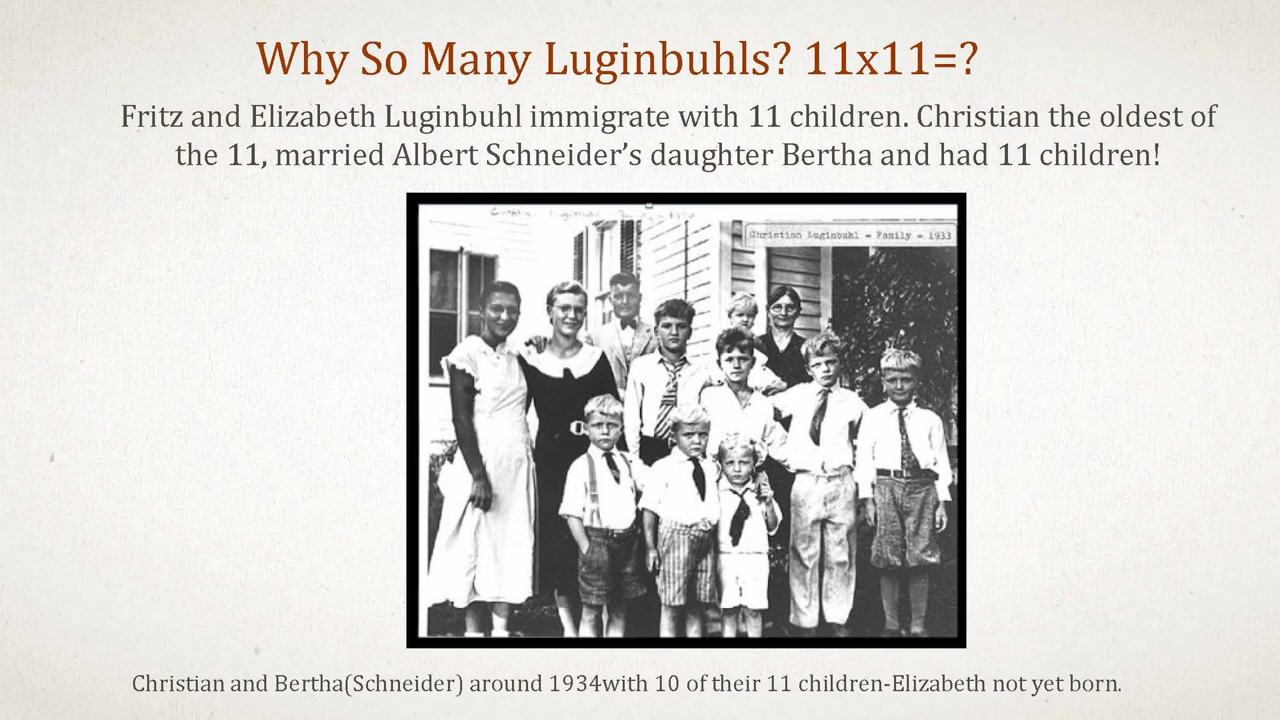 Why So Many Luginbuhls? 11x11=?
Fritz and Elizabeth Luginbuhl immigrate with 11 children. Christian the oldest of
the 11, married Albert Schneider’s daughter Bertha and had 11 children!
Christian Luginbuhl - Family - 1933
Christian and Bertha(Schneider) around 1934with 10 of their 11 children-Elizabeth not yet born.